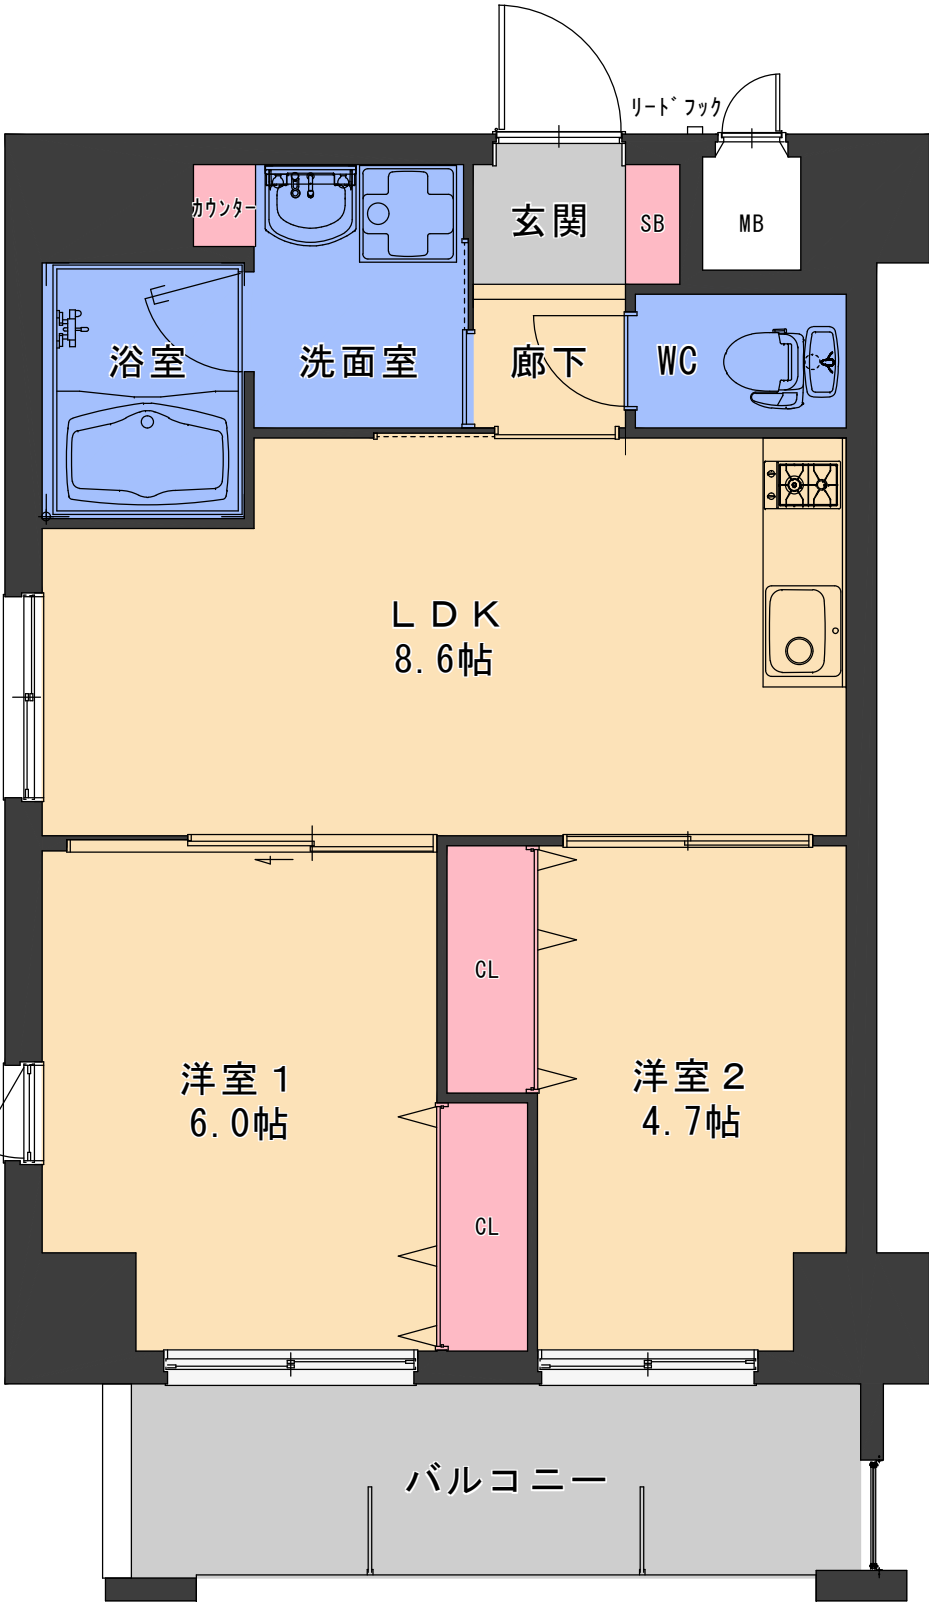 リードフック
カウンター
玄関
SB
MB
浴室
洗面室
廊下
WC
LDK
8.6帖
CL
洋室1
6.0帖
洋室2
4.7帖
CL
バルコニー